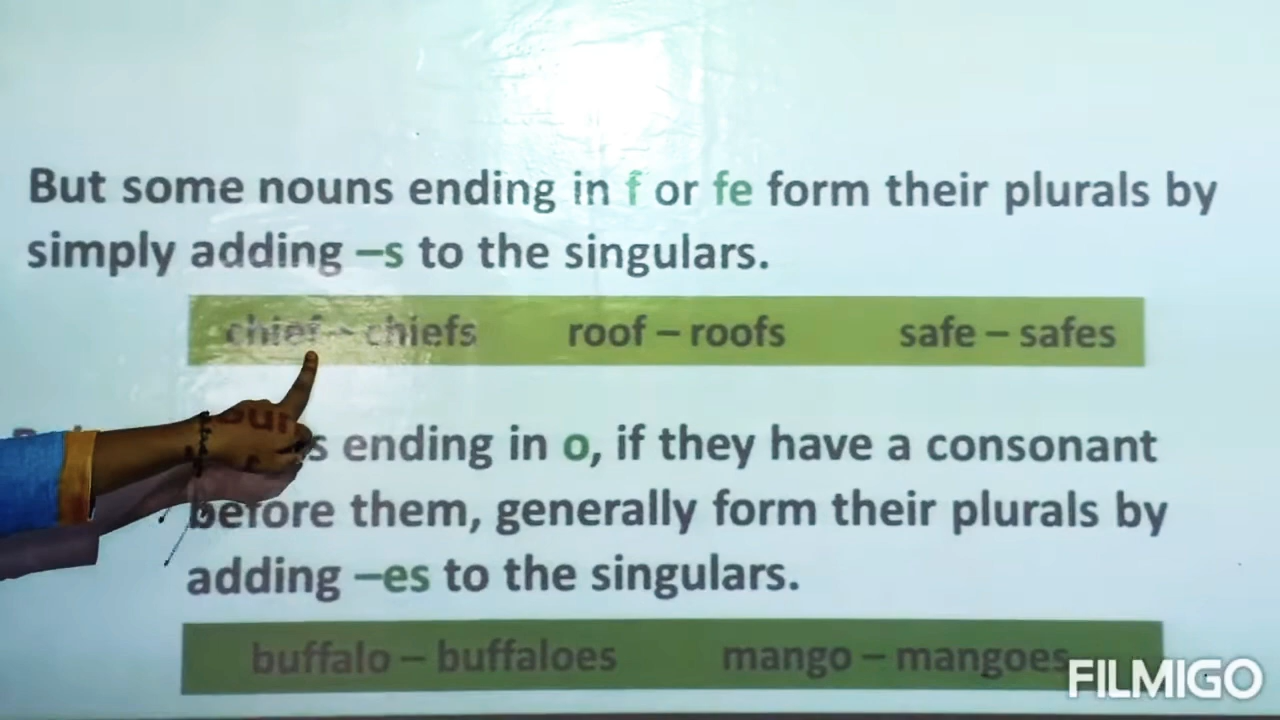 But some nouns ending in f or fe form their plurals by
simply adding –s to the singulars.
chief – chiefs roof – roofs safe – safes
ending in o, if they have a consonant
before them, generally form their plurals by
adding –es to the singulars.
buffalo – buffaloes mango – mangoes
FILMIGO